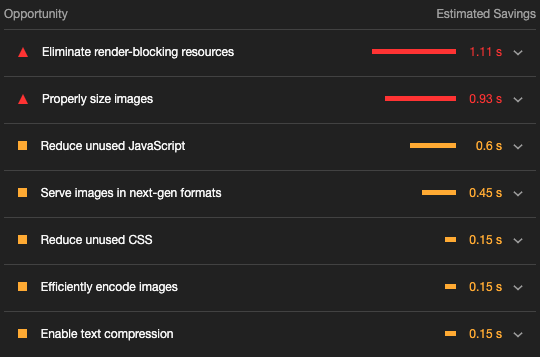 Opportunity Estimated Savings
Eliminate render-blocking resources 1.11 s
Properly size images 0.93 s
Reduce unused JavaScript 0.6 s
Serve images in next-gen formats 0.45 s
Reduce unused CSS 0.15 s
Efficiently encode images 0.15 s
Enable text compression 0.15 s